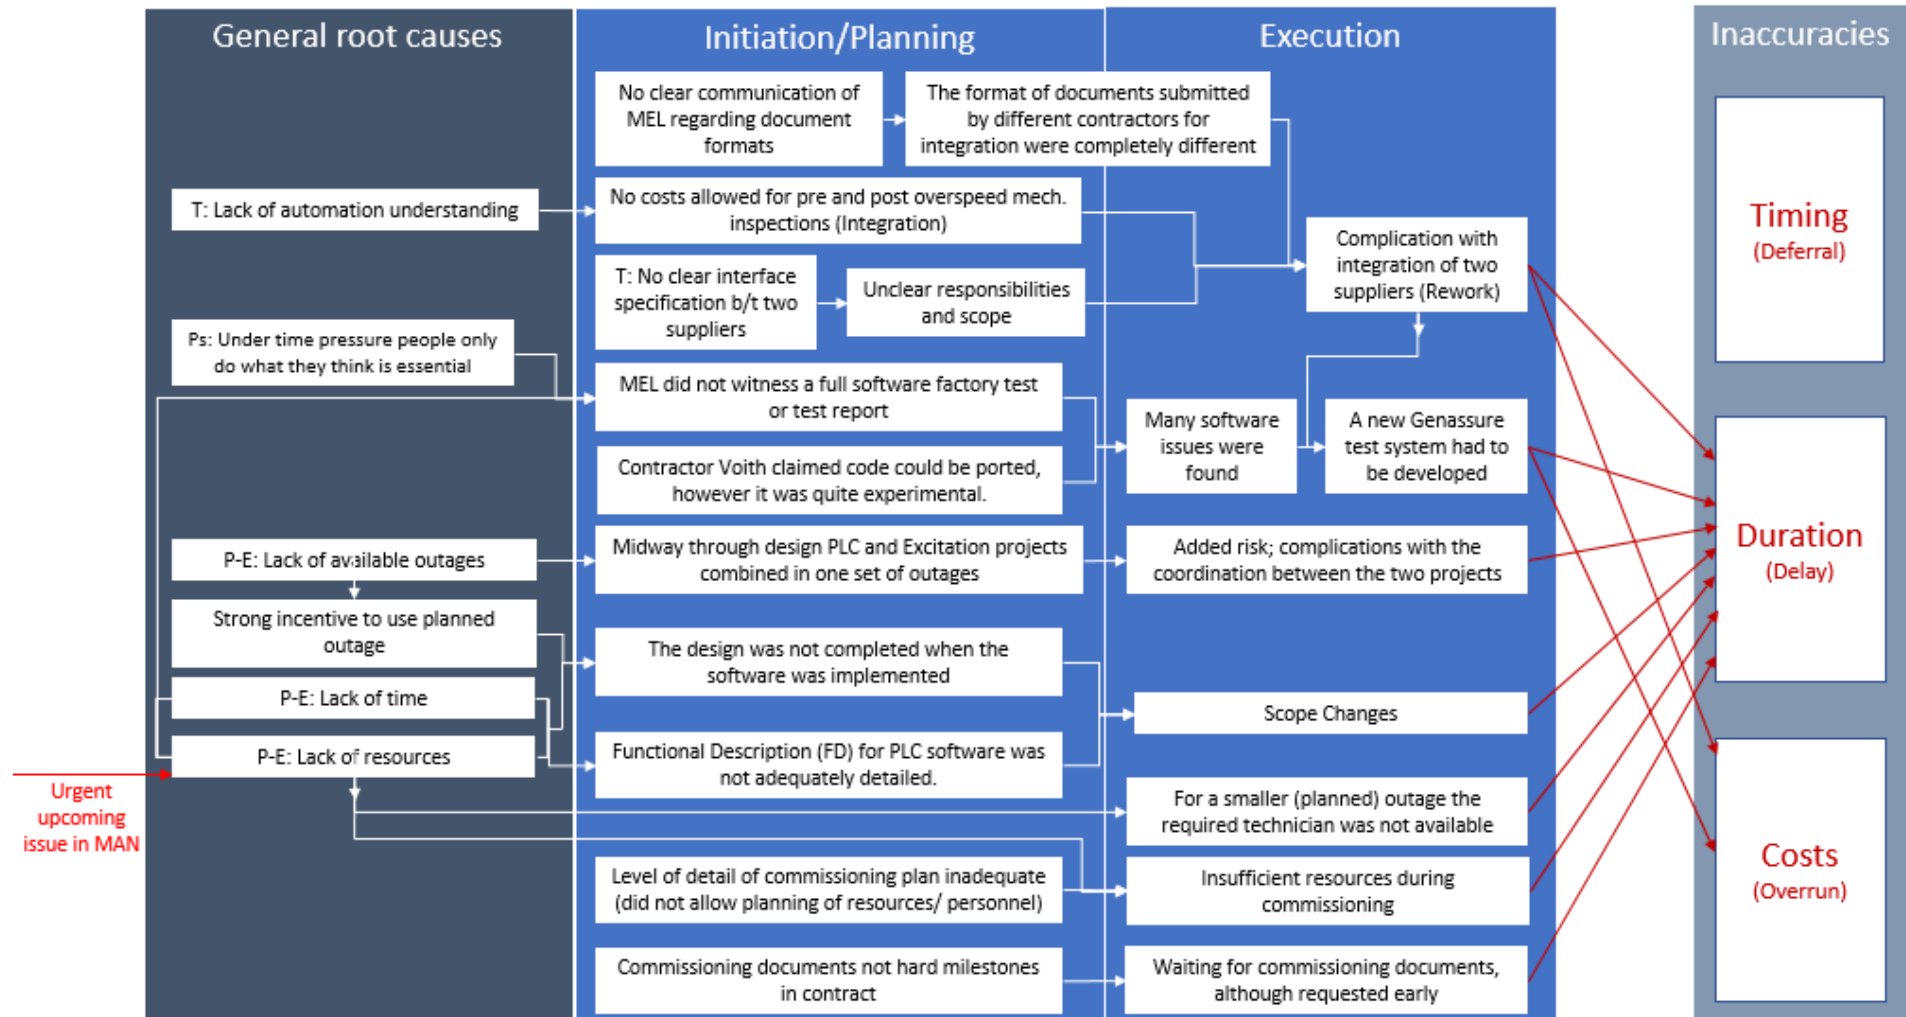 General root causes
Initiation/Planning
Execution
Inaccuracies
No clear communication of
MEL regarding document
formats
The format of documents submitted
by different contractors for
integration were completely different
T: Lack of automation understanding
No costs allowed for pre and post overspeed mech.
inspections (Integration)
T: No clear interface
specification b/t two
suppliers
Unclear responsibilities
and scope
Complication with
integration of two
suppliers (Rework)
Timing
(Deferral)
Ps: Under time pressure people only
do what they think is essential
MEL did not witness a full software factory test
or test report
Contractor Voith claimed code could be ported,
however it was quite experimental.
Many software
issues were
found
A new Genassure
test system had to
be developed
P-E: Lack of available outages
Midway through design PLC and Excitation projects
combined in one set of outages
Added risk; complications with the
coordination between the two projects
Duration
(Delay)
Strong incentive to use planned
outage
The design was not completed when the
software was implemented
P-E: Lack of time
Scope Changes
P-E: Lack of resources
Functional Description (FD) for PLC software was
not adequately detailed.
Urgent
upcoming
issue in MAN
For a smaller (planned) outage the
required technician was not available
Level of detail of commissioning plan inadequate
(did not allow planning of resources/ personnel)
Insufficient resources during
commissioning
Costs
(Overrun)
Commissioning documents not hard milestones
in contract
Waiting for commissioning documents,
although requested early